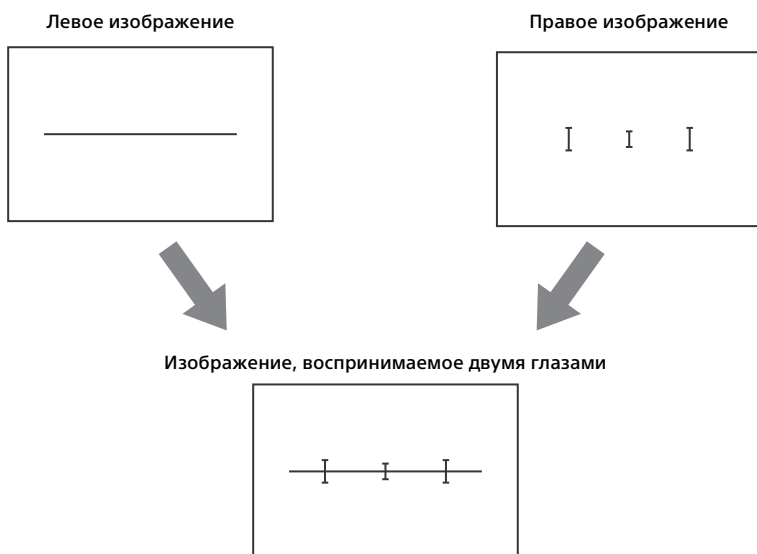 Левое изображение
Правое изображение
Изображение, воспринимаемое двумя глазами